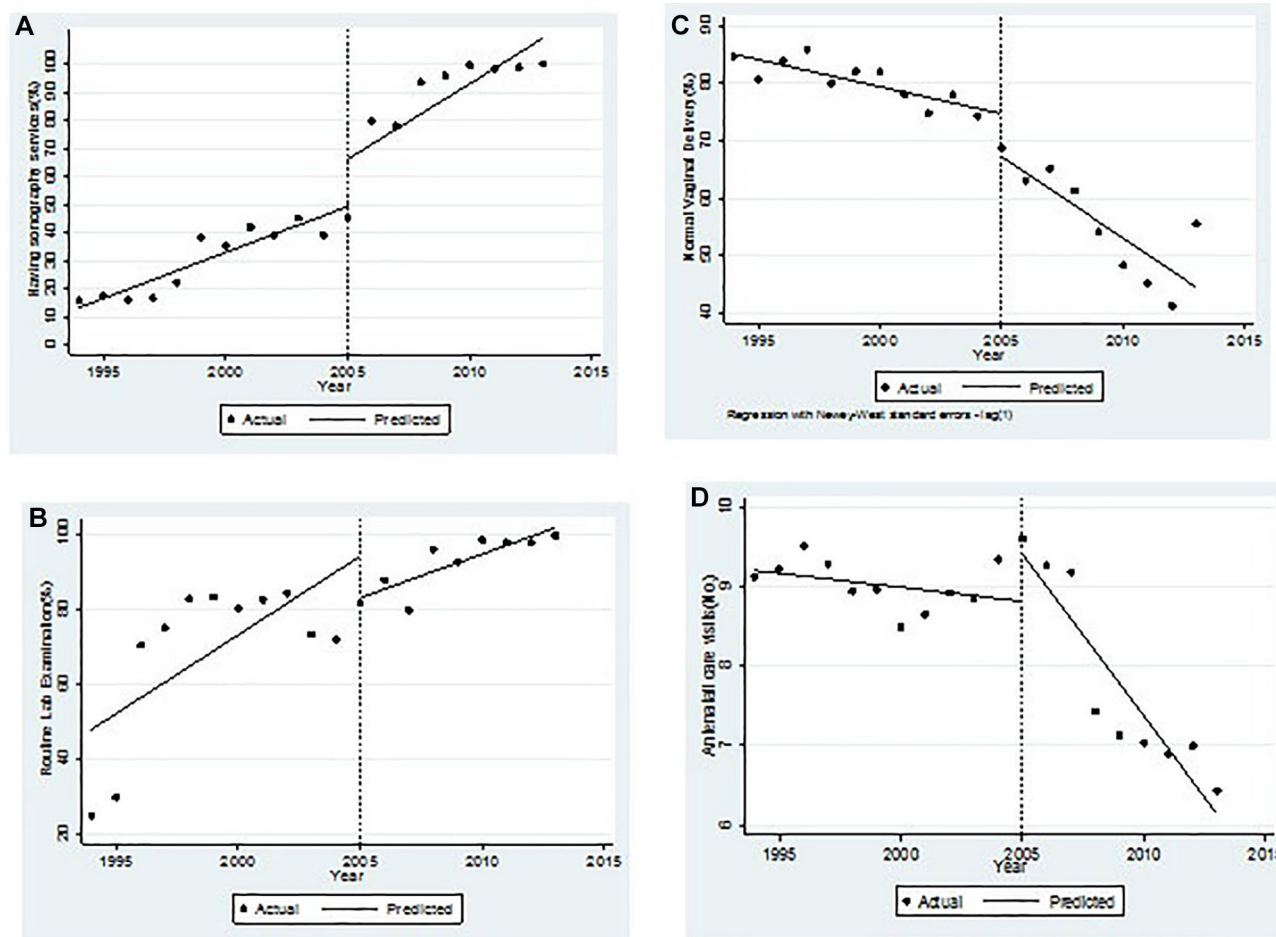 A
Having sonography services(%)
100
90
80
70
60
50
40
30
20
10
0
1995 2000 2005 2010 2015
Year
Actual Predicted
C
Normal Vaginal Delivery(%)
90
80
70
60
50
40
1995 2000 2005 2010 2015
Year
Actual Predicted
Regression with Newey-West standard errors - lag(1)
B
Routine Lab Examination(%)
100
80
60
40
20
1995 2000 2005 2010 2015
Year
Actual Predicted
D
Antenatal care visits(No)
10
9
8
7
6
1995 2000 2005 2010 201
Year
Actual Predicted